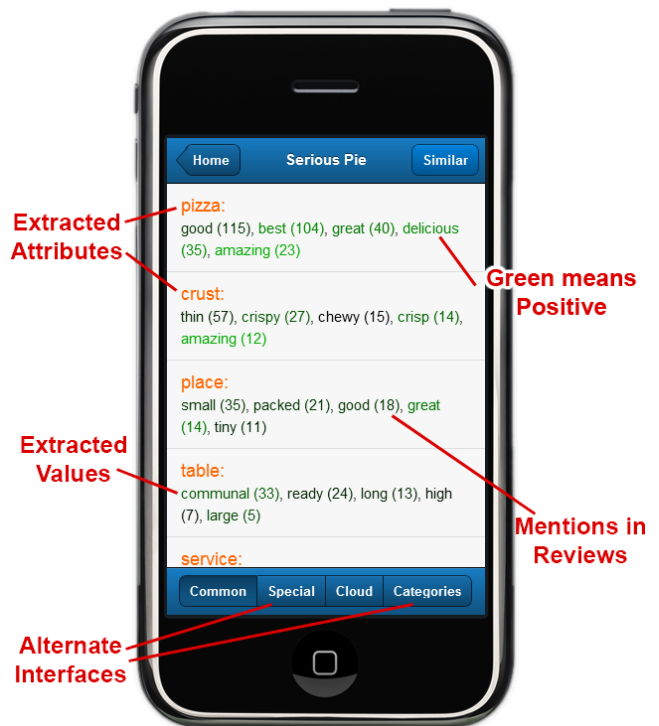 Home
Serious Pie
Similar
pizza:
good (115), best (104), great (40), delicious
(35), amazing (23)
crust:
thin (57), crispy (27), chewy (15), crisp (14),
amazing (12)
place:
small (35), packed (21), good (18), great
(14), tiny (11)
table:
communal (33), ready (24), long (13), high
(7), large (5)
service:
Common
Special
Cloud
Categories
Extracted
Attributes
Green means
Positive
Extracted
Values
Mentions in
Reviews
Alternate
Interfaces